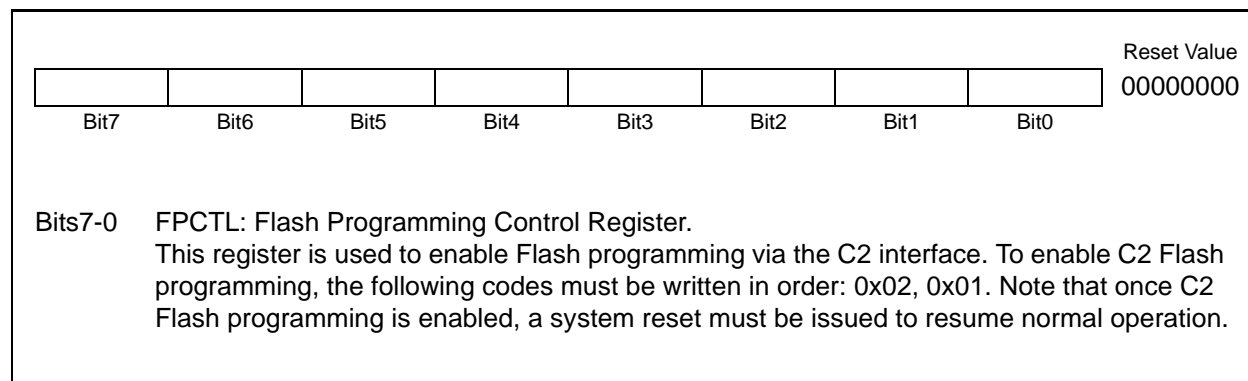 Reset Value
00000000
Bit7 Bit6 Bit5 Bit4 Bit3 Bit2 Bit1 Bit0
Bits7-0 FPCTL: Flash Programming Control Register.
This register is used to enable Flash programming via the C2 interface. To enable C2 Flash
programming, the following codes must be written in order: 0x02, 0x01. Note that once C2
Flash programming is enabled, a system reset must be issued to resume normal operation.